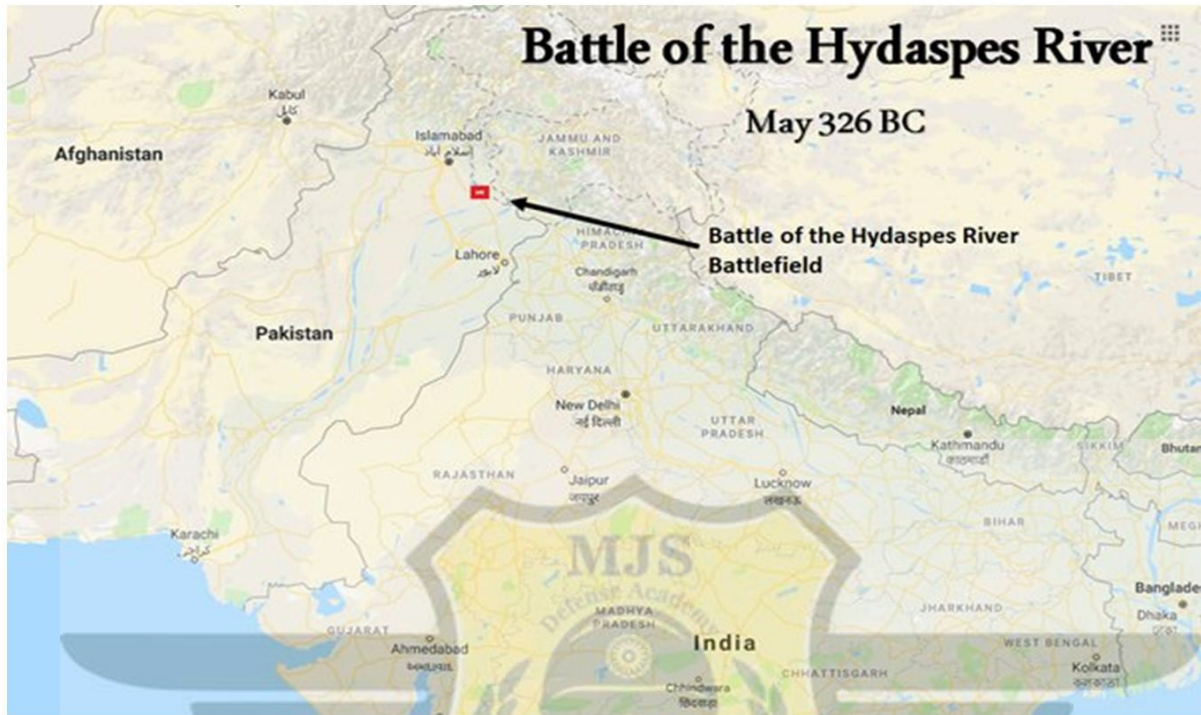 Battle of the Hydaspes River
May 326 BC
Kabul
کابل
Afghanistan
Islamabad
اسلام آباد
JAMMU AND
KASHMIR
Battle of the Hydaspes River
Battlefield
HIMACHAL
PRADESH
Lahore
لاہور
Chandigarh
चंडीगढ़
TIBET
Pakistan
PUNJAB
UTTARAKHAND
HARYANA
New Delhi
नई दिल्ली
UTTAR
PRADESH
Nepal
Kathmandu
काठमाडौं
SIKKIM
Bhutan
RAJASTHAN
Jaipur
जयपुर
Lucknow
लखनऊ
Karachi
کراچی
BIHAR
MEG
MJS
Defense Academy
MADHYA
PRADESH
JHARKHAND
Banglades
Dhaka
ঢাকা
GUJARAT
Ahmedabad
અમદાવાદ
India
WEST BENGAL
Kolkata
কলকাতা
CHHATTISGARH
Chhindwara
छिंदवाड़ा